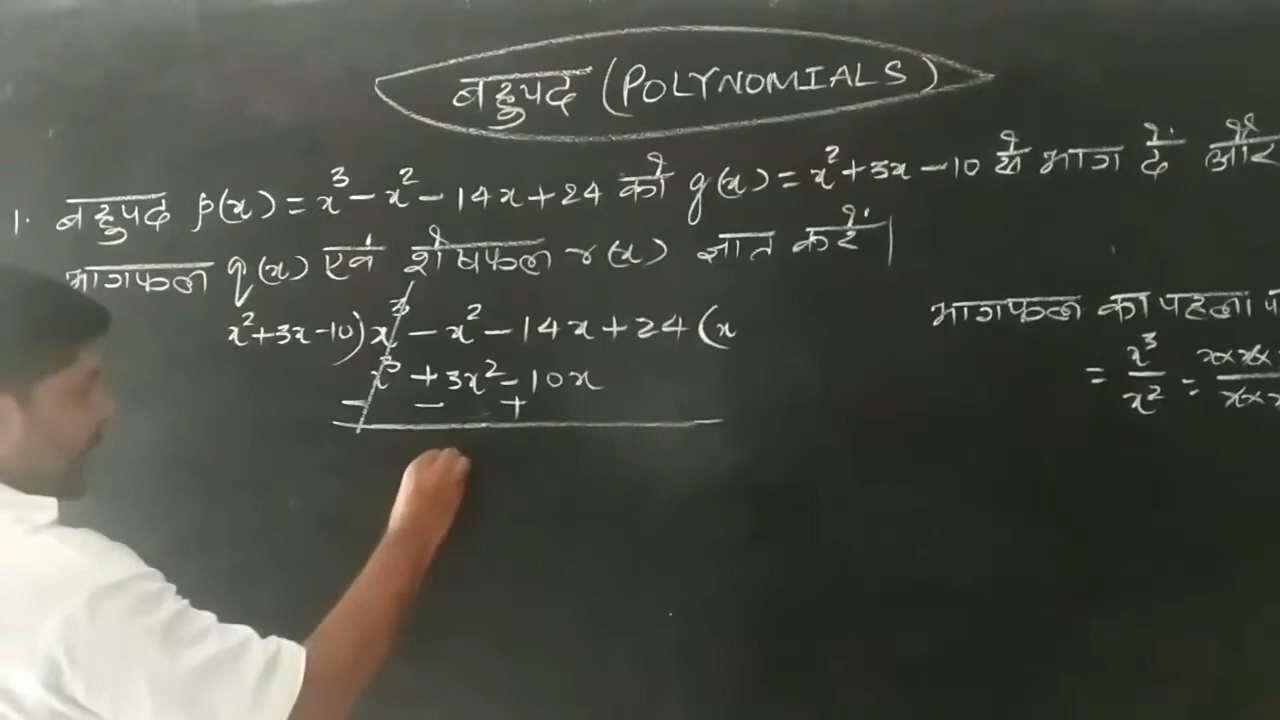 बहुपद (POLYNOMIALS)
1. बहुपद p(x) = x³ - x² - 14x + 24 को g(x) = x² + 3x - 10 से भाग दें और
भागफल q(x) एवं शेषफल r(x) ज्ञात करें।
x² + 3x - 10) x³ - x² - 14x + 24 (x
x³ + 3x² - 10x
- - +
भागफल का पहला
= x³/x² = x×x×
x×x